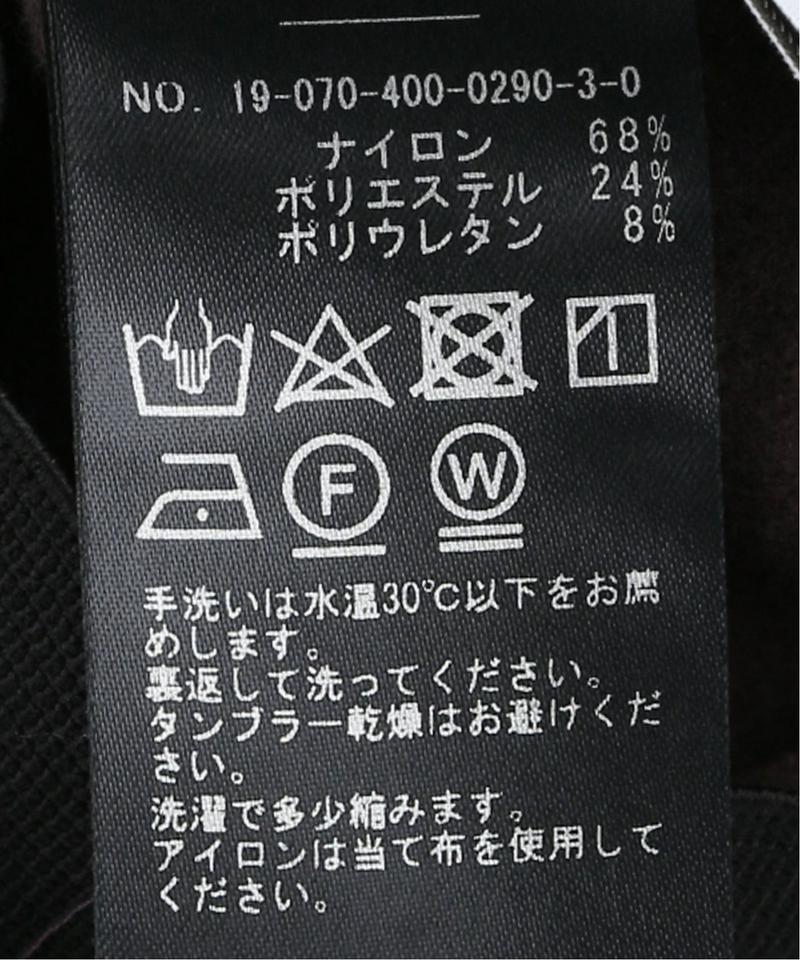 NO. 19-070-400-0290-3-0
ナイロン 68%
ポリエステル 24%
ポリウレタン 8%
F W
手洗いは水温30℃以下をお薦
めします。
裏返して洗ってください。
タンブラー乾燥はお避けくだ
さい。
洗濯で多少縮みます。
アイロンは当て布を使用して
ください。